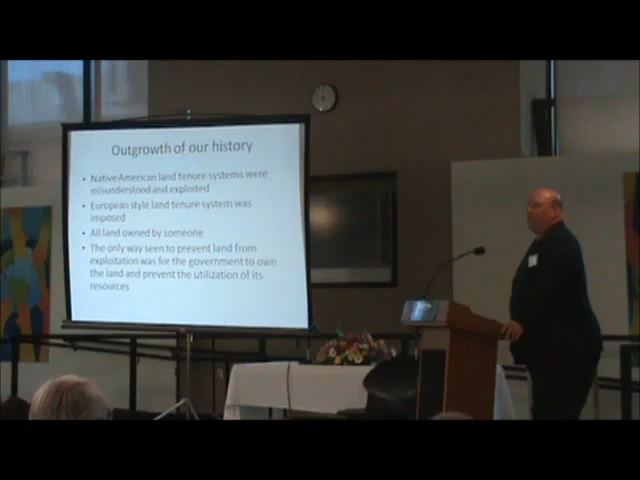 Outgrowth of our history
• Native American land tenure systems were
misunderstood and exploited
• European style land tenure system was
imposed
• All land owned by someone
• The only way seen to prevent land from
exploitation was for the government to own
the land and prevent the utilization of its
resources